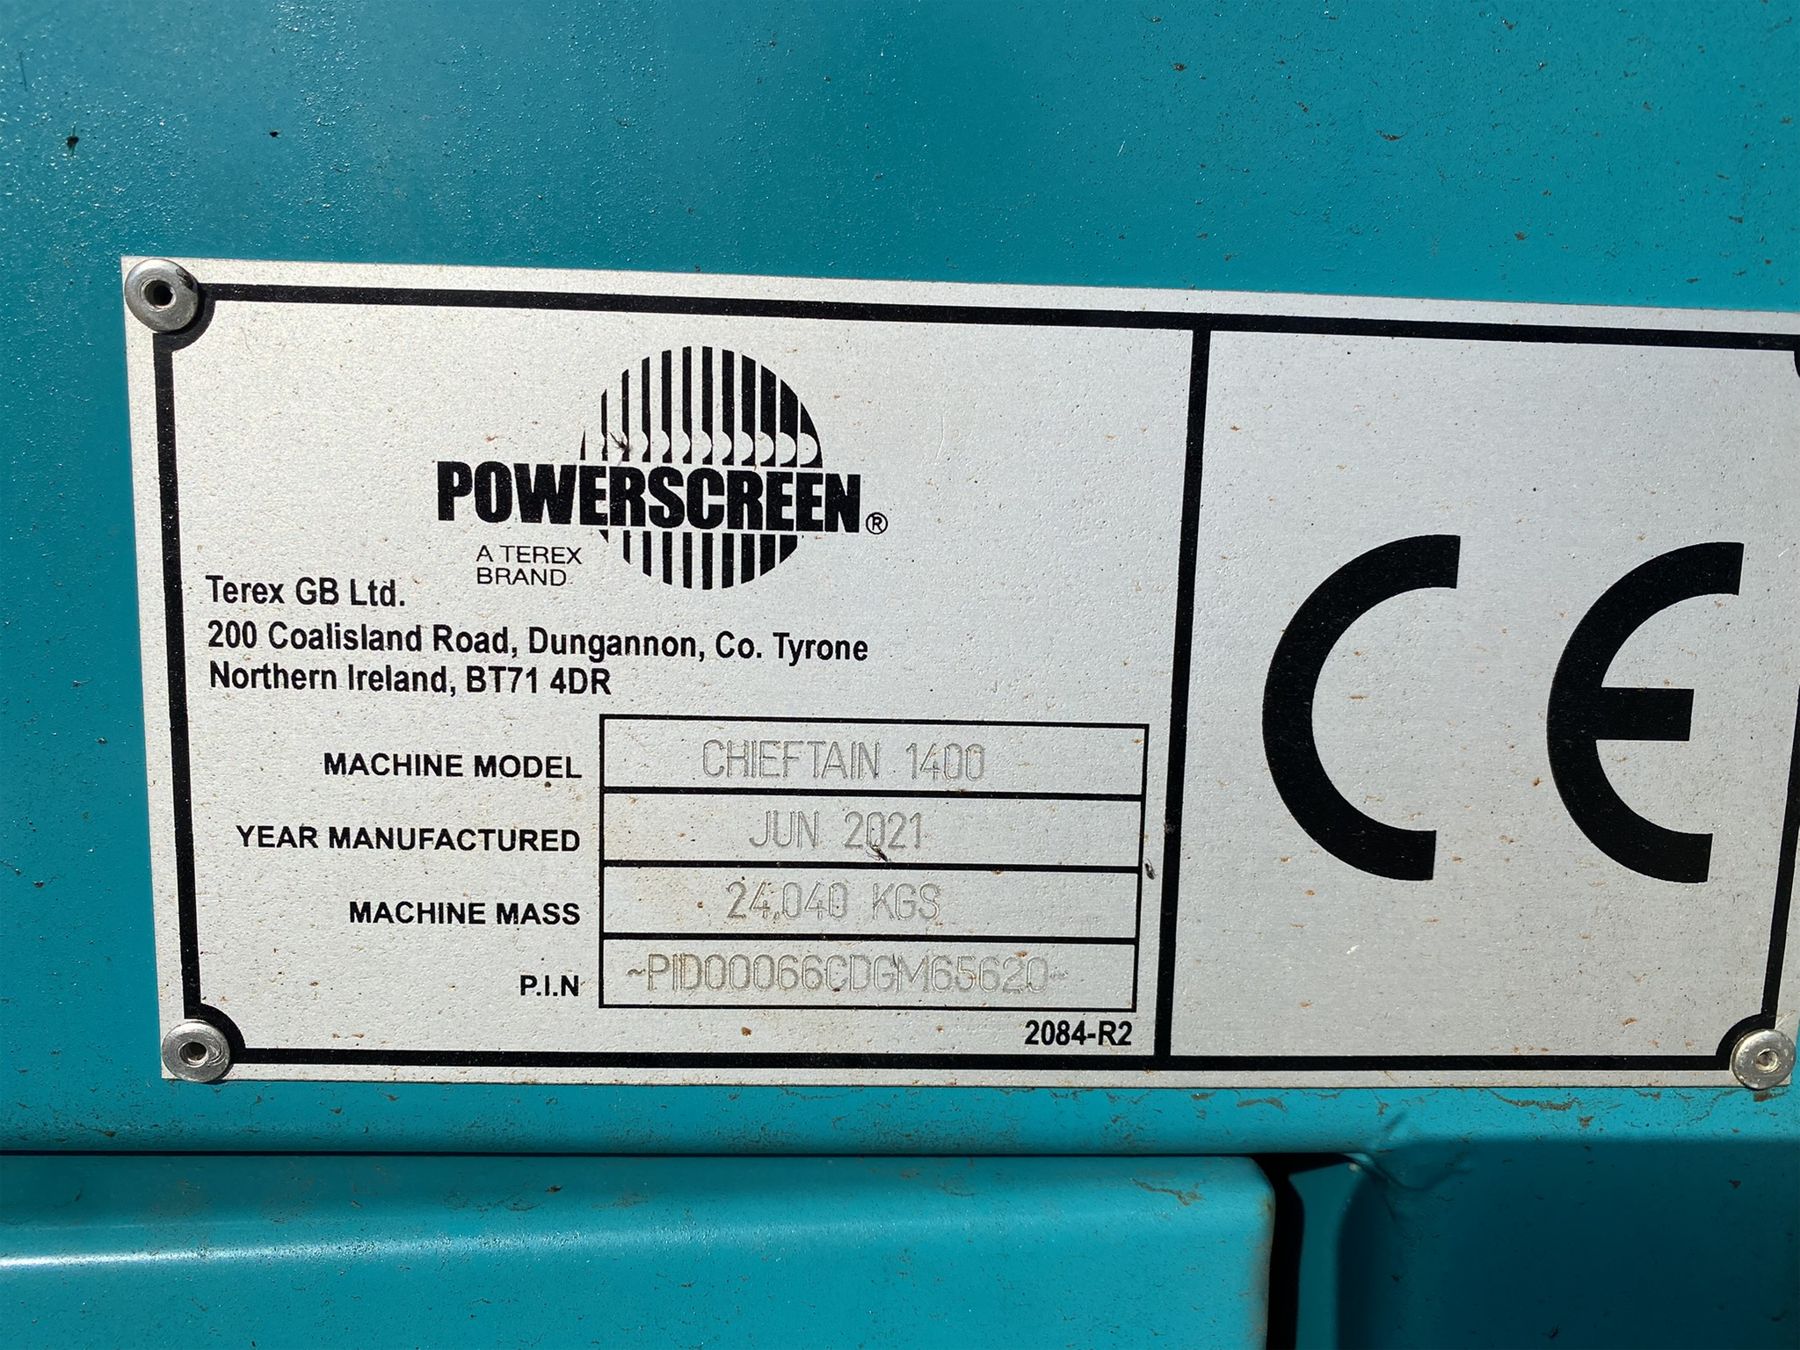 POWERSCREEN®
A TEREX
BRAND
Terex GB Ltd.
200 Coalisland Road, Dungannon, Co. Tyrone
Northern Ireland, BT71 4DR
MACHINE MODEL CHIEFTAIN 1400
YEAR MANUFACTURED JUN 2021
MACHINE MASS 24,040 KGS
P.I.N ~PID00066CDGM65620~
2084-R2
CE